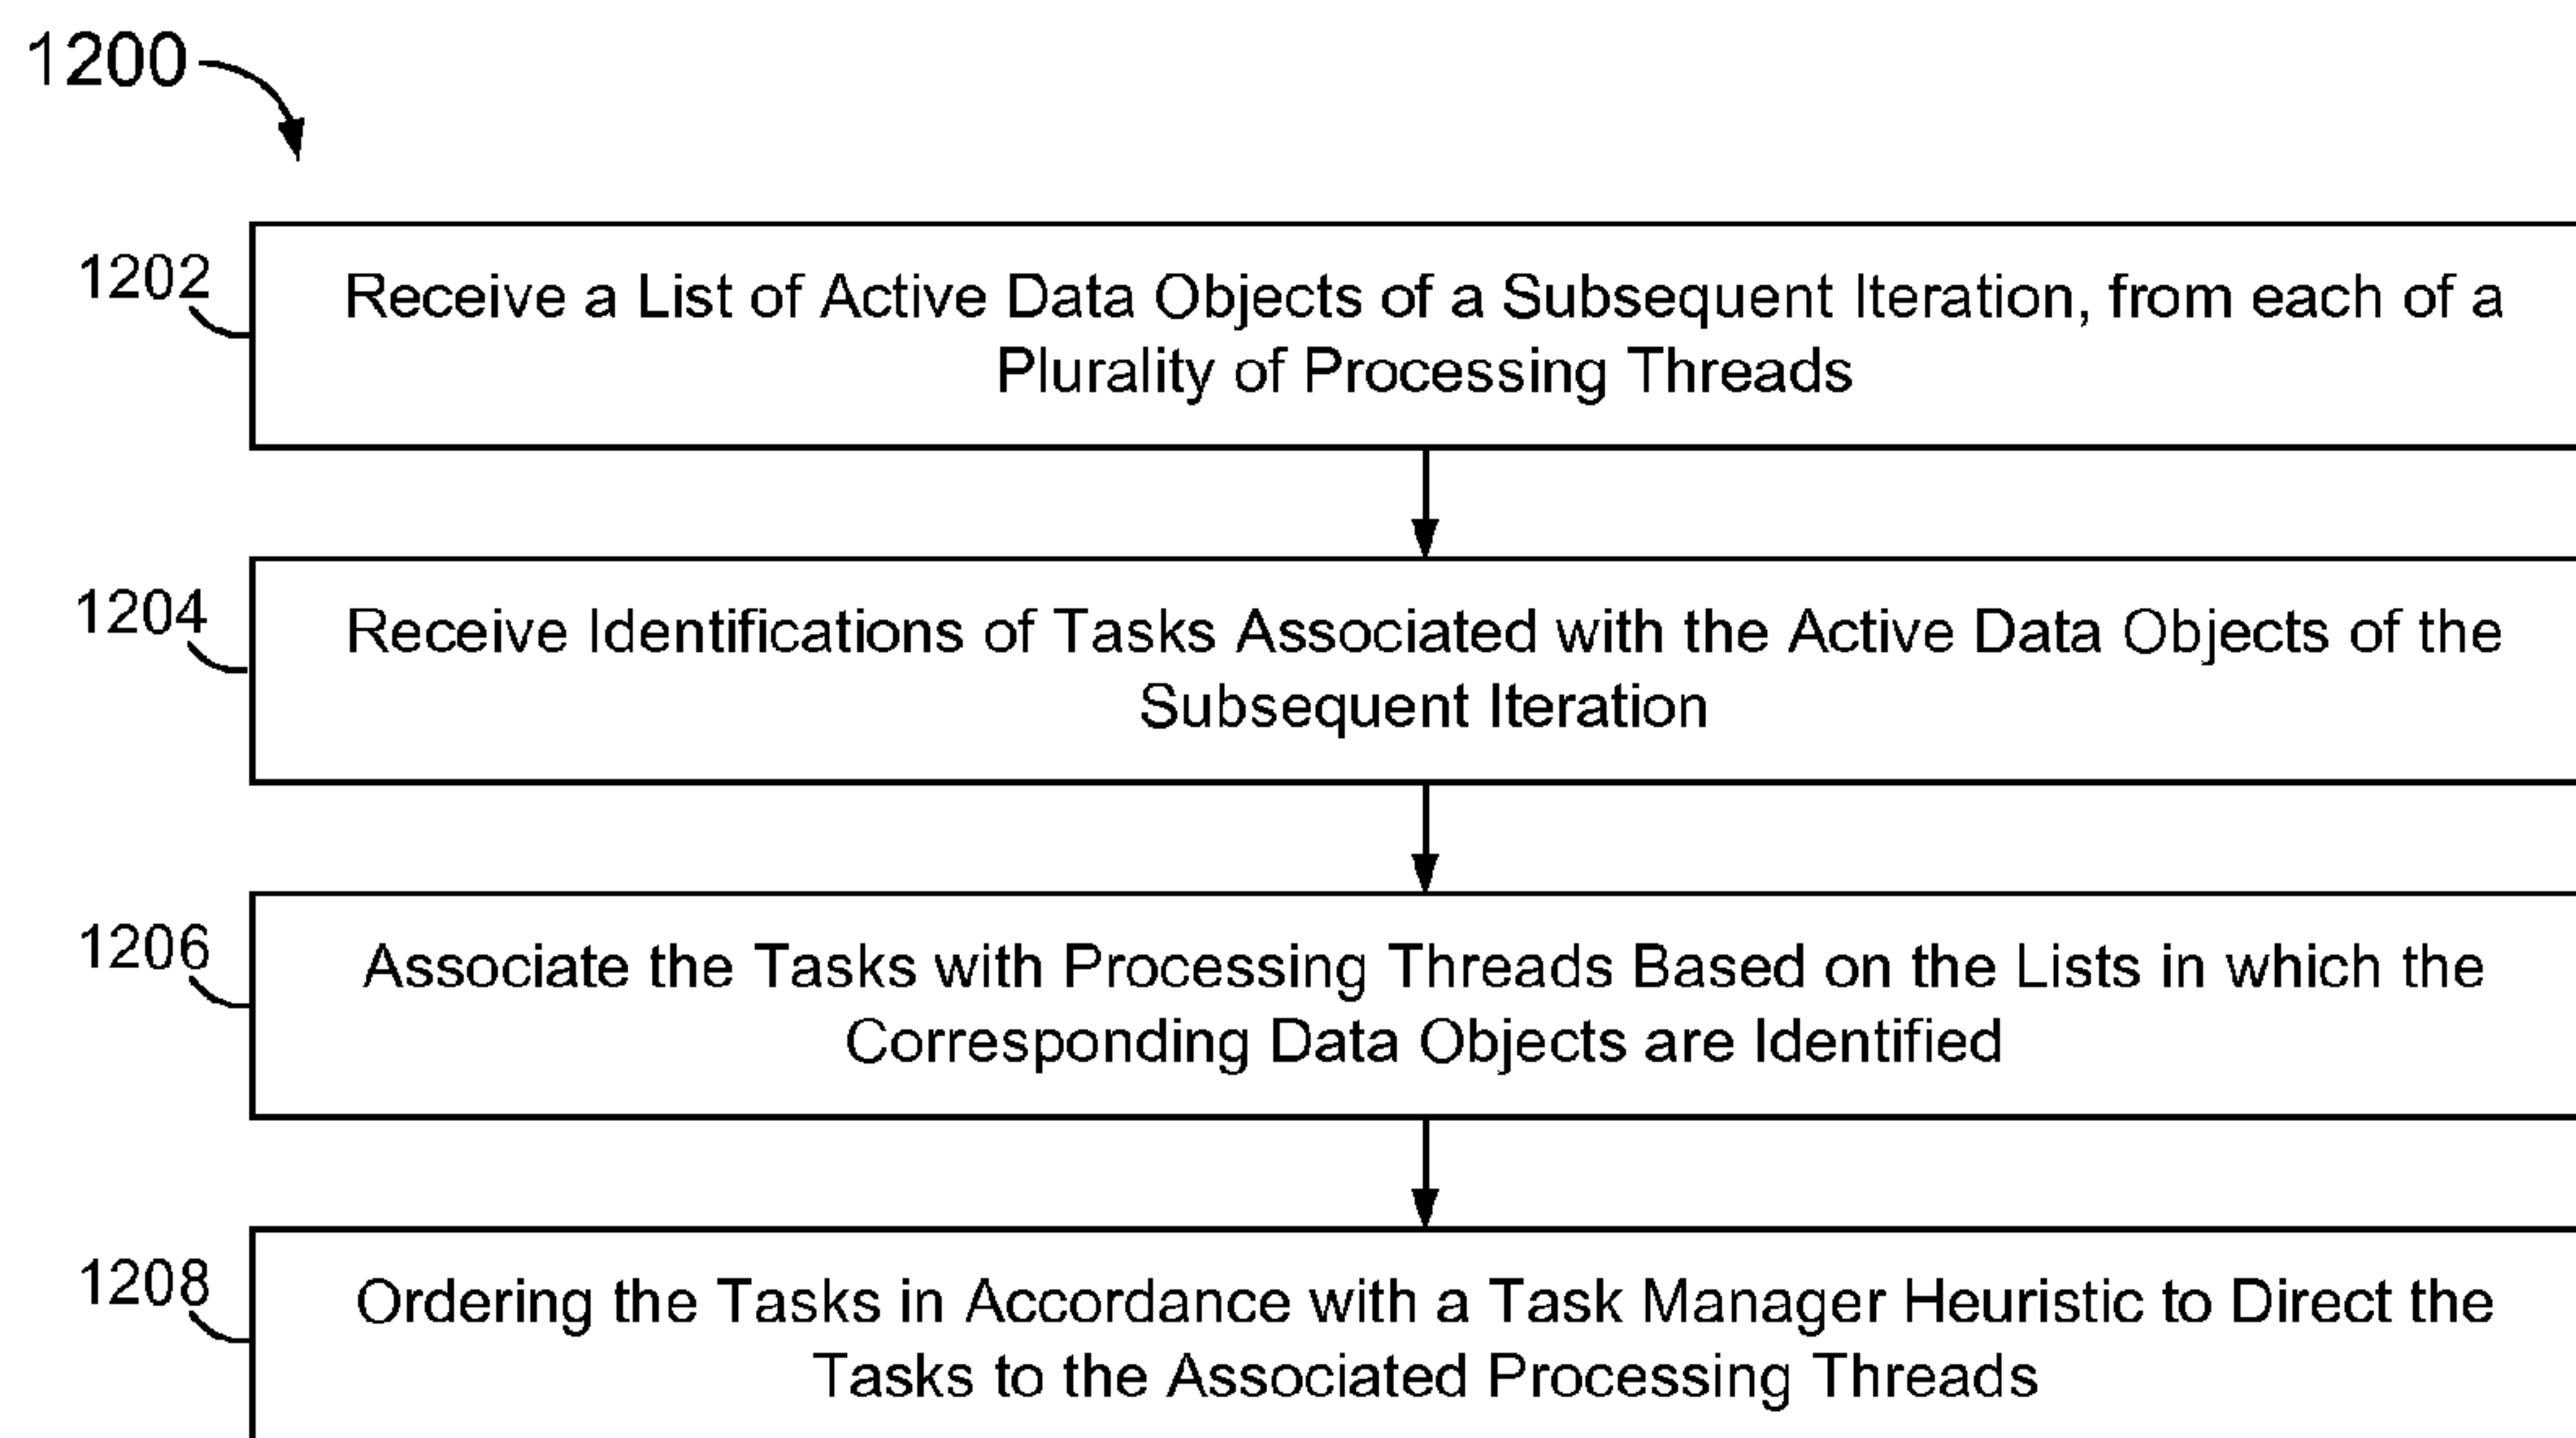 1200
1202
Receive a List of Active Data Objects of a Subsequent Iteration, from each of a
Plurality of Processing Threads
1204
Receive Identifications of Tasks Associated with the Active Data Objects of the
Subsequent Iteration
1206
Associate the Tasks with Processing Threads Based on the Lists in which the
Corresponding Data Objects are Identified
1208
Ordering the Tasks in Accordance with a Task Manager Heuristic to Direct the
Tasks to the Associated Processing Threads